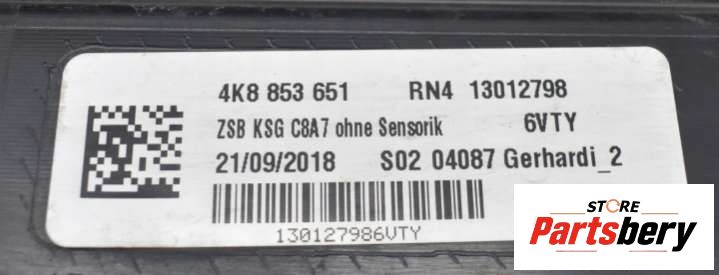 4K8 853 651 RN4 13012798
ZSB KSG C8A7 ohne Sensorik 6VTY
21/09/2018 S02 04087 Gerhardi_2
130127986VTY
STORE
Partsbery